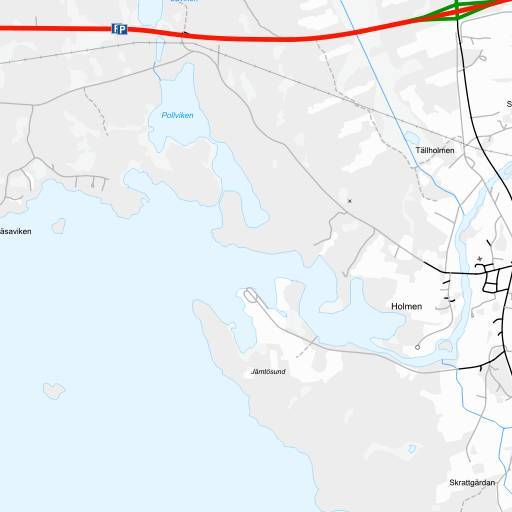 P
Pollviken
Tällholmen
äsaviken
Holmen
Jämtösund
Skrattgärdan